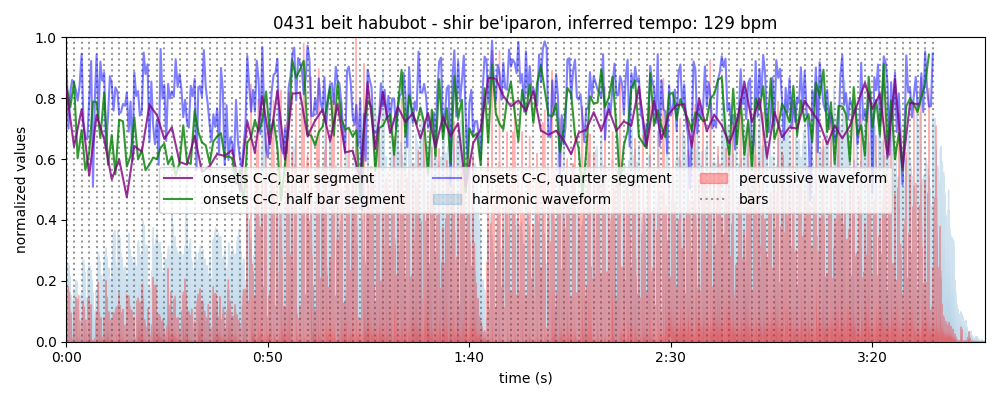 0431 beit habubot - shir be'iparon, inferred tempo: 129 bpm
1.0
0.8
0.6
0.4
0.2
0.0
normalized values
onsets C-C, bar segment
onsets C-C, half bar segment
onsets C-C, quarter segment
harmonic waveform
percussive waveform
bars
0:00 0:50 1:40 2:30 3:20
time (s)